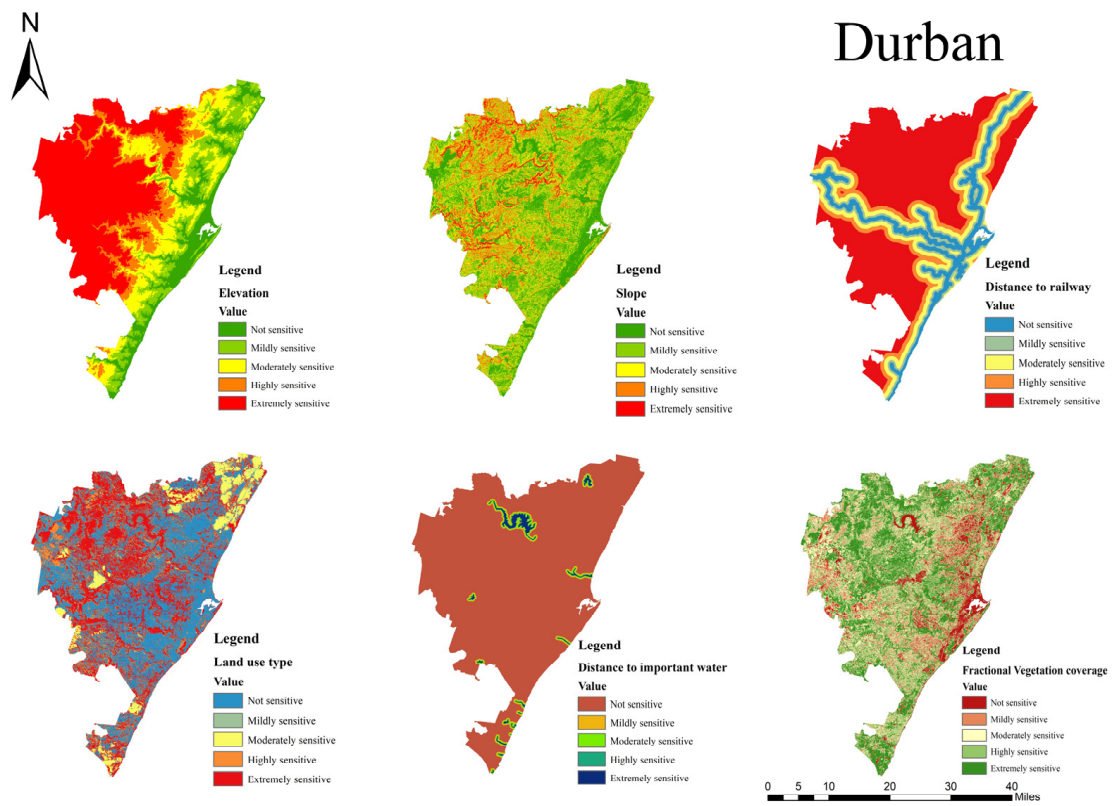 N
Durban
Legend
Elevation
Value
Not sensitive
Mildly sensitive
Moderately sensitive
Highly sensitive
Extremely sensitive
Legend
Slope
Value
Not sensitive
Mildly sensitive
Moderately sensitive
Highly sensitive
Extremely sensitive
Legend
Distance to railway
Value
Not sensitive
Mildly sensitive
Moderately sensitive
Highly sensitive
Extremely sensitive
Legend
Land use type
Value
Not sensitive
Mildly sensitive
Moderately sensitive
Highly sensitive
Extremely sensitive
Legend
Distance to important water
Value
Not sensitive
Mildly sensitive
Moderately sensitive
Highly sensitive
Extremely sensitive
Legend
Fractional Vegetation coverage
Value
Not sensitive
Mildly sensitive
Moderately sensitive
Highly sensitive
Extremely sensitive
0 10 20 30 40
Miles